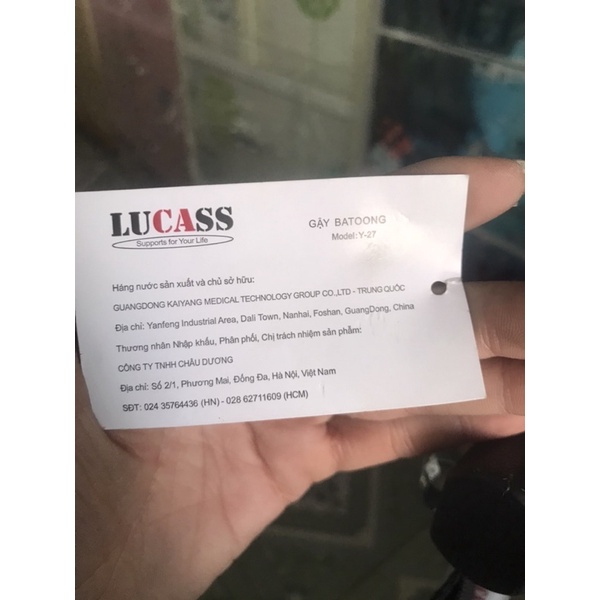 LUCASS
Supports for Your Life
GẬY BATOONG
Model: Y-27
Háng nước sản xuất và chủ sở hữu:
GUANGDONG KAIYANG MEDICAL TECHNOLOGY GROUP CO.,LTD - TRUNG QUỐC
Địa chỉ: Yanfeng Industrial Area, Dali Town, Nanhai, Foshan, GuangDong, China
Thương nhân Nhập khẩu, Phân phối, Chị trách nhiệm sản phẩm:
CÔNG TY TNHH CHÂU DƯƠNG
Địa chỉ: Số 2/1, Phương Mai, Đống Đa, Hà Nội, Việt Nam
SĐT: 024 35764436 (HN) - 028 62711609 (HCM)